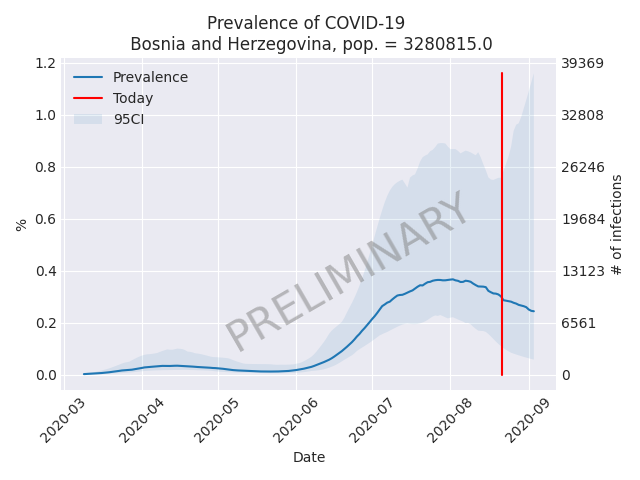 Prevalence of COVID-19
Bosnia and Herzegovina, pop. = 3280815.0
Prevalence
Today
95CI
PRELIMINARY
%
1.2
1.0
0.8
0.6
0.4
0.2
0.0
39369
32808
26246
19684
13123
6561
0
# of infections
2020-03
2020-04
2020-05
2020-06
2020-07
2020-08
2020-09
Date